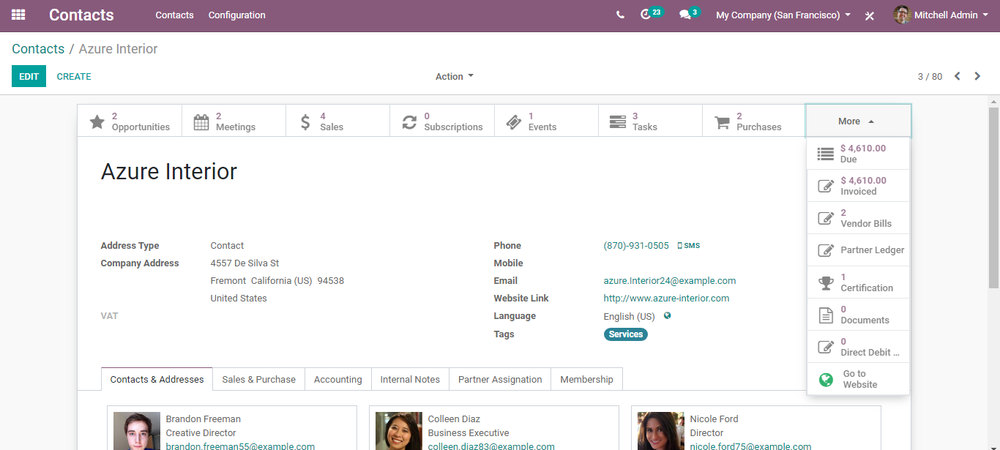 Contacts Contacts Configuration 23 3 My Company (San Francisco) Mitchell Admin
Contacts / Azure Interior
EDIT CREATE Action 3 / 80
2 Opportunities
2 Meetings
4 Sales
0 Subscriptions
1 Events
3 Tasks
2 Purchases
More
$ 4,610.00
Due
$ 4,610.00
Invoiced
2
Vendor Bills
Partner Ledger
1
Certification
0
Documents
0
Direct Debit ...
Go to
Website
Azure Interior
Address Type Contact
Company Address 4557 De Silva St
Fremont California (US) 94538
United States
VAT
Phone (870)-931-0505 SMS
Mobile
Email azure.Interior24@example.com
Website Link http://www.azure-interior.com
Language English (US)
Tags Services
Contacts & Addresses Sales & Purchase Accounting Internal Notes Partner Assignation Membership
Brandon Freeman
Creative Director
brandon.freeman55@example.com
Colleen Diaz
Business Executive
colleen.diaz83@example.com
Nicole Ford
Director
nicole.ford75@example.com